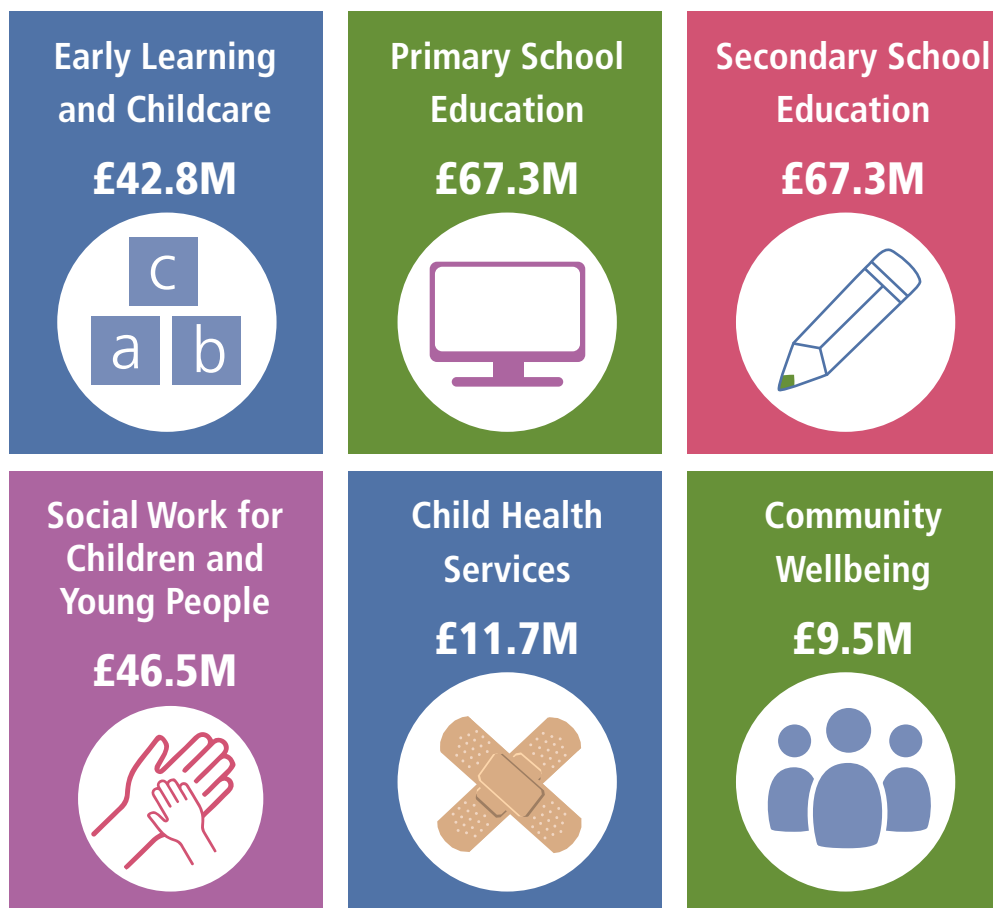 Early Learning
and Childcare
£42.8M
c
a b
Primary School
Education
£67.3M
Secondary School
Education
£67.3M
Social Work for
Children and
Young People
£46.5M
Child Health
Services
£11.7M
Community
Wellbeing
£9.5M